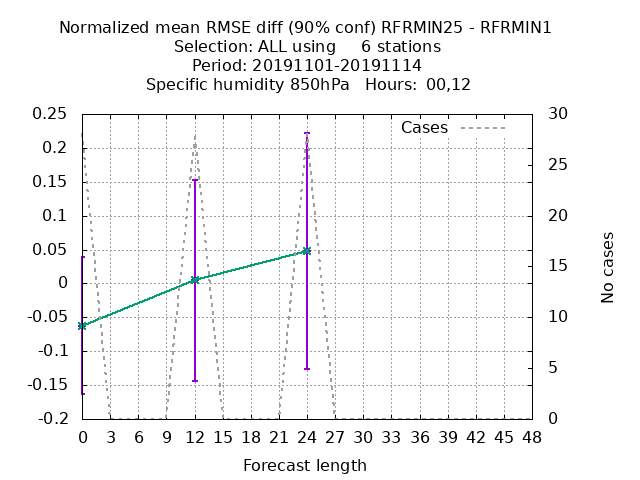 Normalized mean RMSE diff (90% conf) RFRMIN25 - RFRMIN1
Selection: ALL using     6 stations
Period: 20191101-20191114
Specific humidity 850hPa   Hours:  00,12
Cases
0.25
0.2
0.15
0.1
0.05
0
-0.05
-0.1
-0.15
-0.2
30
25
20
15
10
5
0
No cases
0 3 6 9 12 15 18 21 24 27 30 33 36 39 42 45 48
Forecast length